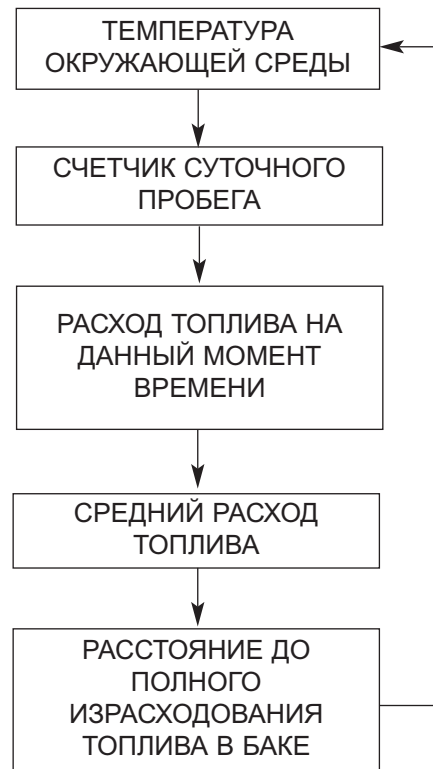 ТЕМПЕРАТУРА
ОКРУЖАЮЩЕЙ СРЕДЫ
СЧЕТЧИК СУТОЧНОГО
ПРОБЕГА
РАСХОД ТОПЛИВА НА
ДАННЫЙ МОМЕНТ
ВРЕМЕНИ
СРЕДНИЙ РАСХОД
ТОПЛИВА
РАССТОЯНИЕ ДО
ПОЛНОГО
ИЗРАСХОДОВАНИЯ
ТОПЛИВА В БАКЕ